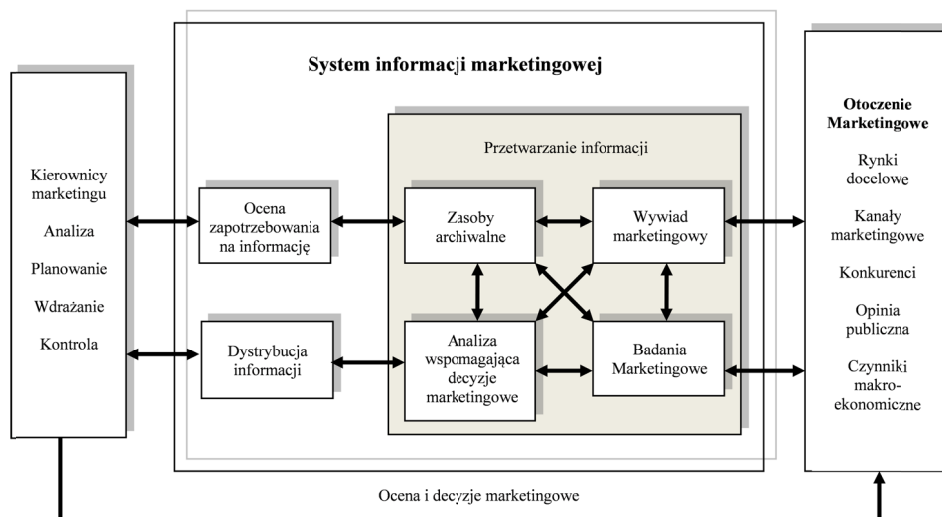 System informacji marketingowej
Kierownicy
marketingu
Analiza
Planowanie
Wdrażanie
Kontrola
Ocena
zapotrzebowania
na informację
Dystrybucja
informacji
Przetwarzanie informacji
Zasoby
archiwalne
Wywiad
marketingowy
Analiza
wspomagająca
decyzje
marketingowe
Badania
Marketingowe
Otoczenie
Marketingowe
Rynki
docelowe
Kanały
marketingowe
Konkurenci
Opinia
publiczna
Czynniki
makro-
ekonomiczne
Ocena i decyzje marketingowe